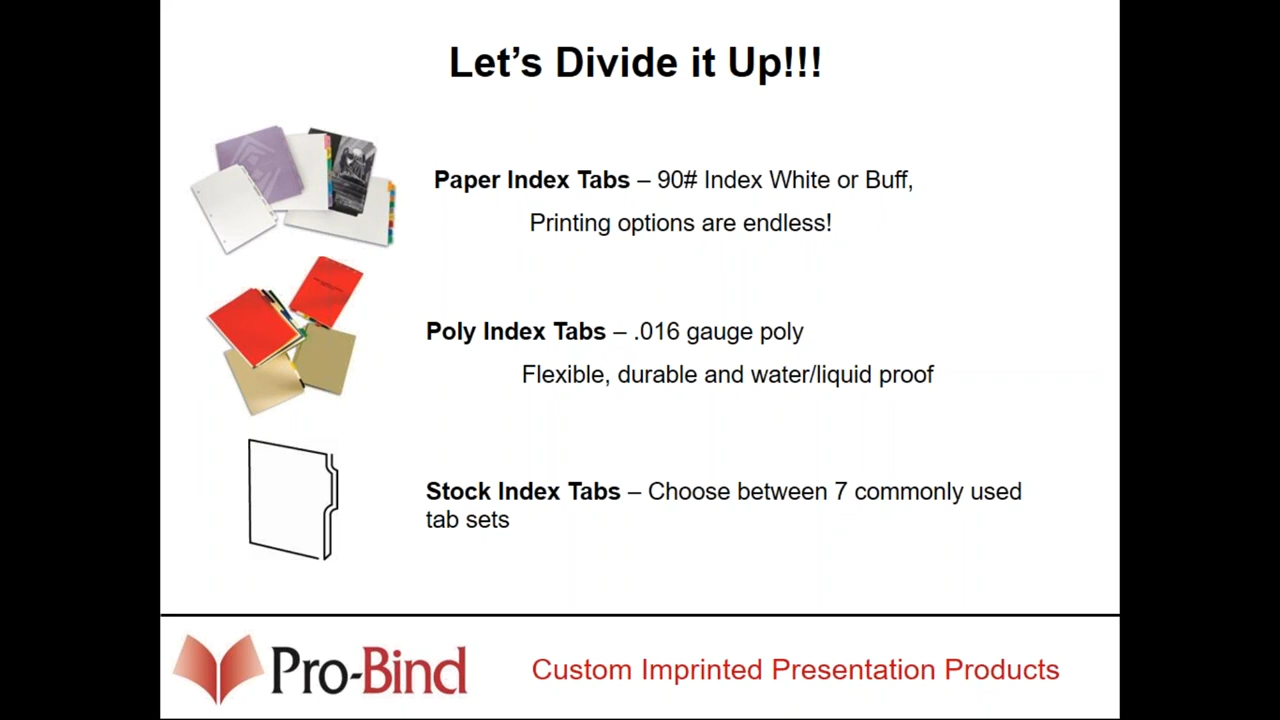 Let’s Divide it Up!!!
Paper Index Tabs – 90# Index White or Buff,
Printing options are endless!
Poly Index Tabs – .016 gauge poly
Flexible, durable and water/liquid proof
Stock Index Tabs – Choose between 7 commonly used
tab sets
Pro-Bind
Custom Imprinted Presentation Products